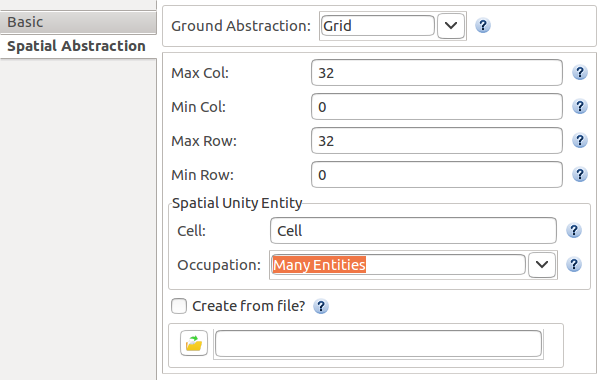 Basic
Spatial Abstraction
Ground Abstraction: Grid ?
Max Col: 32 ?
Min Col: 0 ?
Max Row: 32 ?
Min Row: 0 ?
Spatial Unity Entity
Cell: Cell ?
Occupation: Many Entities ?
Create from file? ?